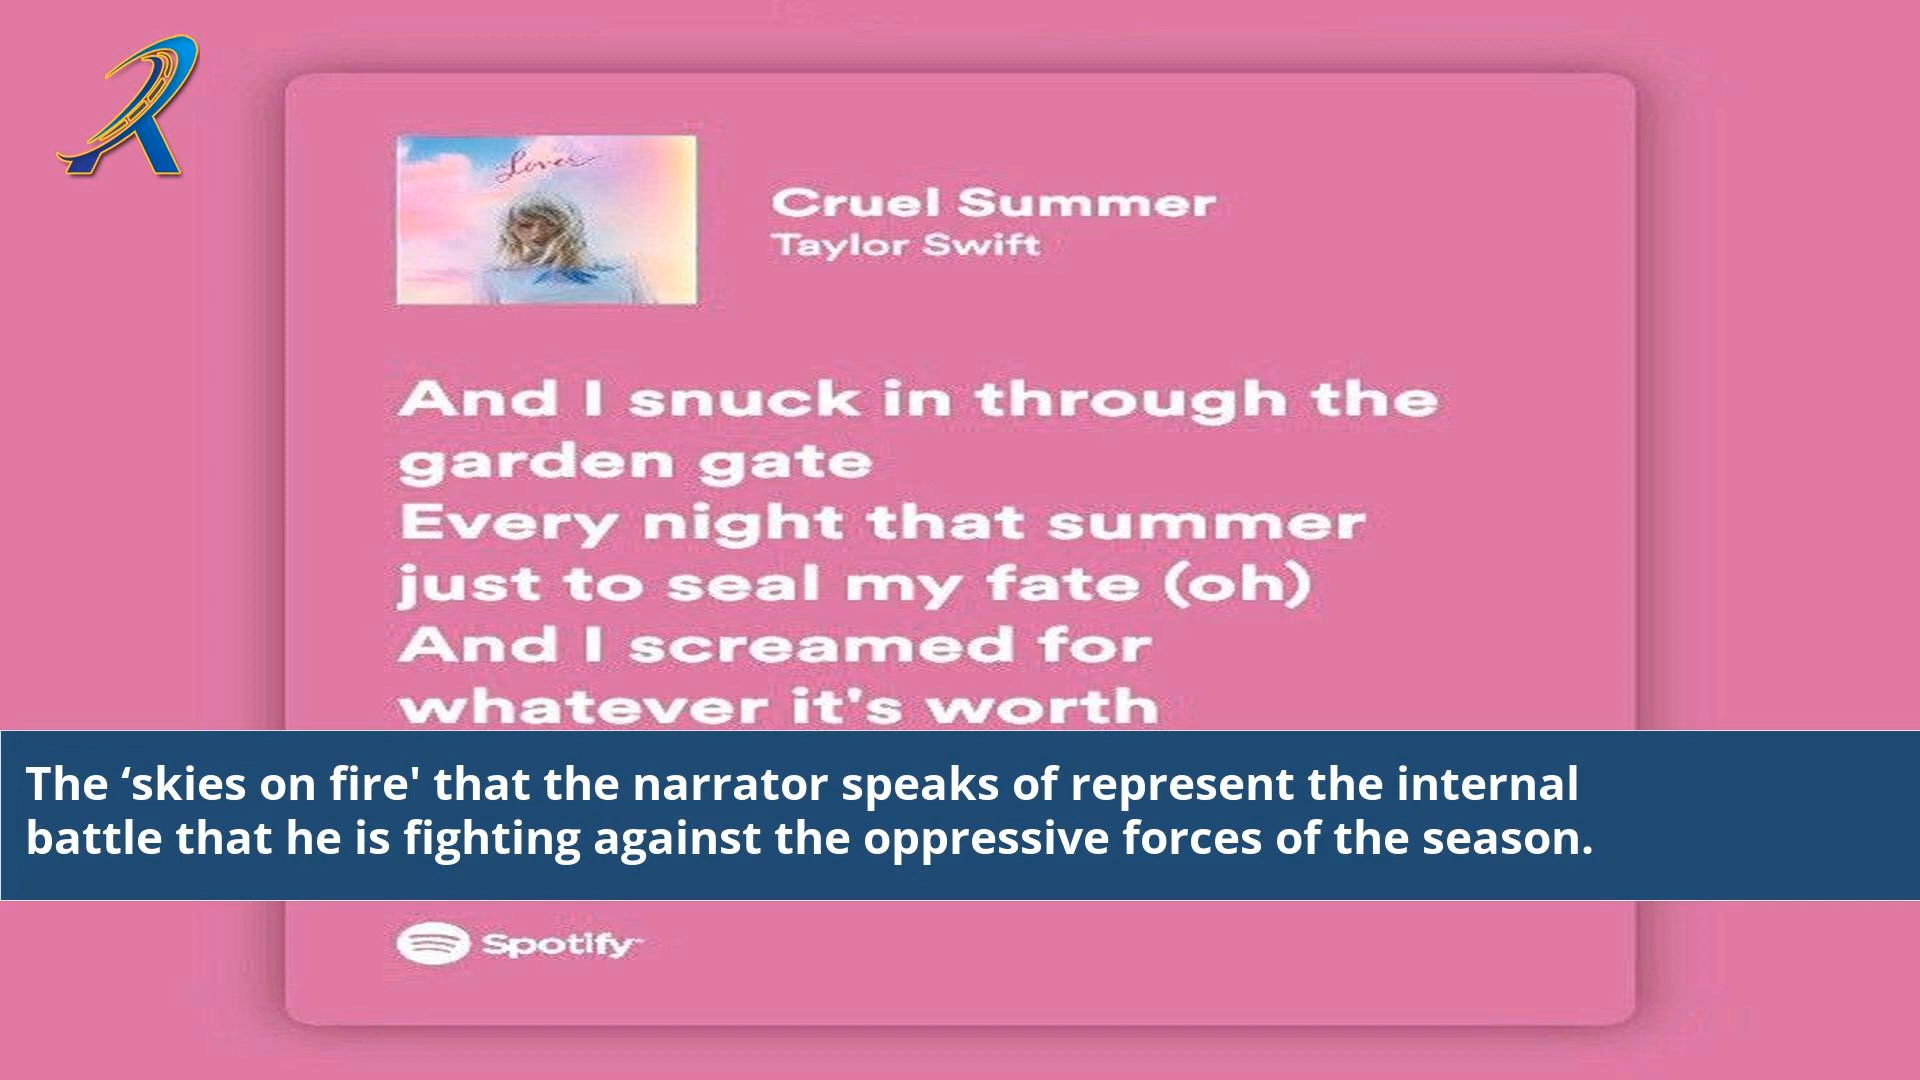 Lover
Cruel Summer
Taylor Swift
And I snuck in through the
garden gate
Every night that summer
just to seal my fate (oh)
And I screamed for
whatever it's worth
The ‘skies on fire' that the narrator speaks of represent the internal
battle that he is fighting against the oppressive forces of the season.
Spotify